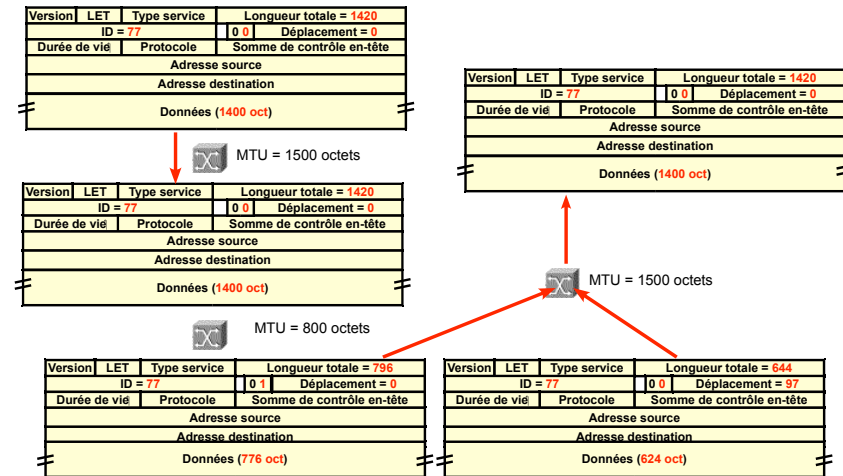 Version LET Type service Longueur totale = 1420
ID = 77 0 0 Déplacement = 0
Durée de vie Protocole Somme de contrôle en-tête
Adresse source
Adresse destination
Données (1400 oct)
MTU = 1500 octets
Version LET Type service Longueur totale = 1420
ID = 77 0 0 Déplacement = 0
Durée de vie Protocole Somme de contrôle en-tête
Adresse source
Adresse destination
Données (1400 oct)
MTU = 800 octets
Version LET Type service Longueur totale = 796
ID = 77 0 1 Déplacement = 0
Durée de vie Protocole Somme de contrôle en-tête
Adresse source
Adresse destination
Données (776 oct)
Version LET Type service Longueur totale = 644
ID = 77 0 0 Déplacement = 97
Durée de vie Protocole Somme de contrôle en-tête
Adresse source
Adresse destination
Données (624 oct)
MTU = 1500 octets
Version LET Type service Longueur totale = 1420
ID = 77 0 0 Déplacement = 0
Durée de vie Protocole Somme de contrôle en-tête
Adresse source
Adresse destination
Données (1400 oct)